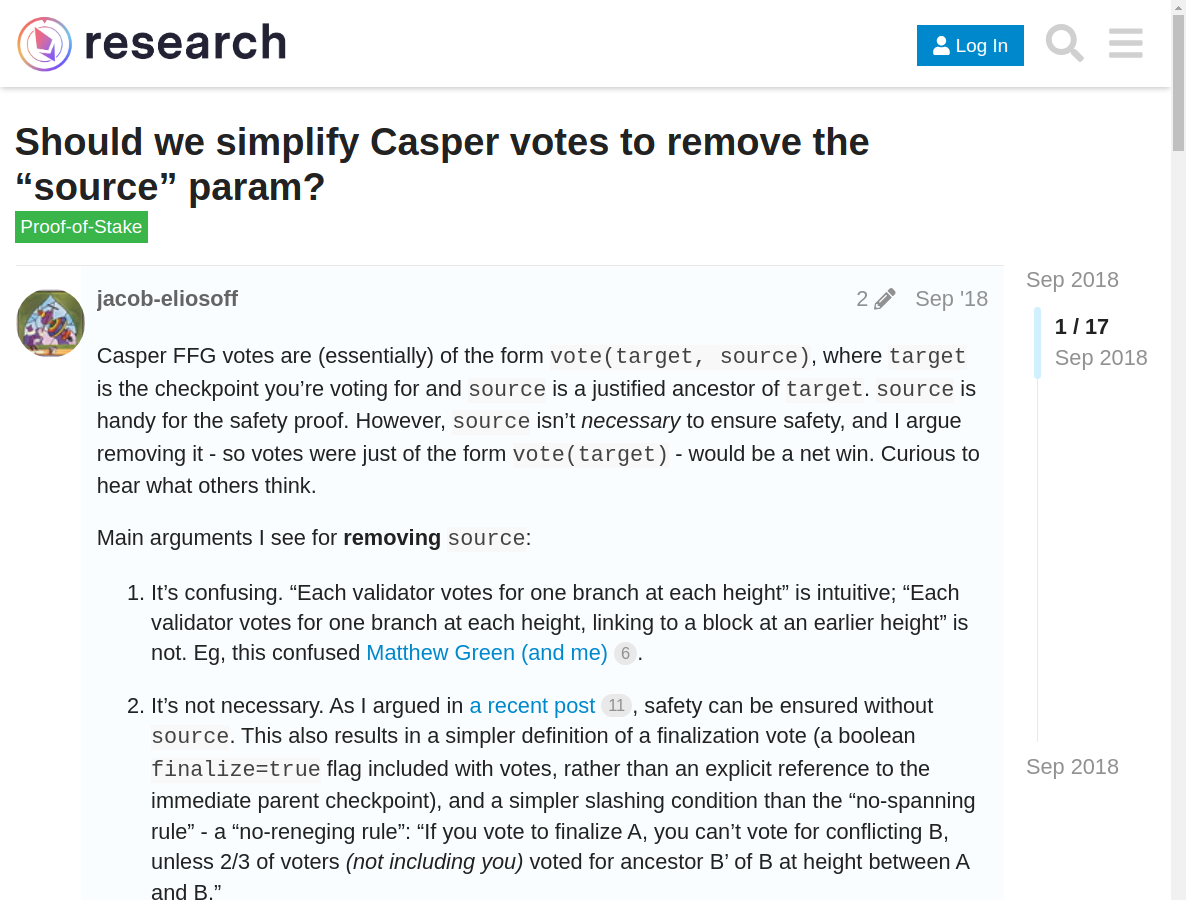 research
Log In
Should we simplify Casper votes to remove the
“source” param?
Proof-of-Stake
jacob-eliosoff
2
Sep '18
Sep 2018
1 / 17
Sep 2018
Casper FFG votes are (essentially) of the form vote(target, source), where target
is the checkpoint you’re voting for and source is a justified ancestor of target. source is
handy for the safety proof. However, source isn’t necessary to ensure safety, and I argue
removing it - so votes were just of the form vote(target) - would be a net win. Curious to
hear what others think.
Main arguments I see for removing source:
1. It’s confusing. “Each validator votes for one branch at each height” is intuitive; “Each
validator votes for one branch at each height, linking to a block at an earlier height” is
not. Eg, this confused Matthew Green (and me) 6.
2. It’s not necessary. As I argued in a recent post 11, safety can be ensured without
source. This also results in a simpler definition of a finalization vote (a boolean
finalize=true flag included with votes, rather than an explicit reference to the
immediate parent checkpoint), and a simpler slashing condition than the “no-spanning
rule” - a “no-reneging rule”: “If you vote to finalize A, you can’t vote for conflicting B,
unless 2/3 of voters (not including you) voted for ancestor B’ of B at height between A
and B.”
Sep 2018